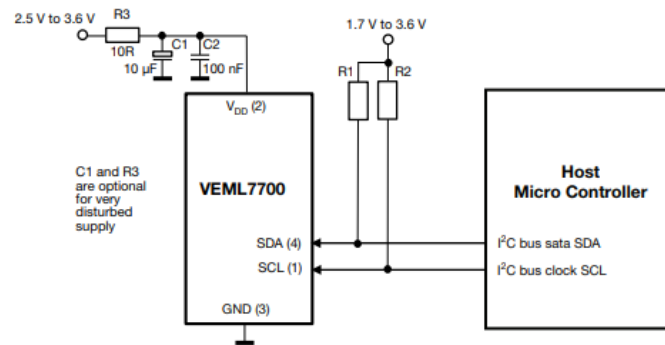 2.5 V to 3.6 V
R3
10R
C1
10 µF
C2
100 nF
1.7 V to 3.6 V
R1
R2
V_DD (2)
C1 and R3
are optional
for very
disturbed
supply
VEML7700
SDA (4)
SCL (1)
GND (3)
Host
Micro Controller
I²C bus sata SDA
I²C bus clock SCL